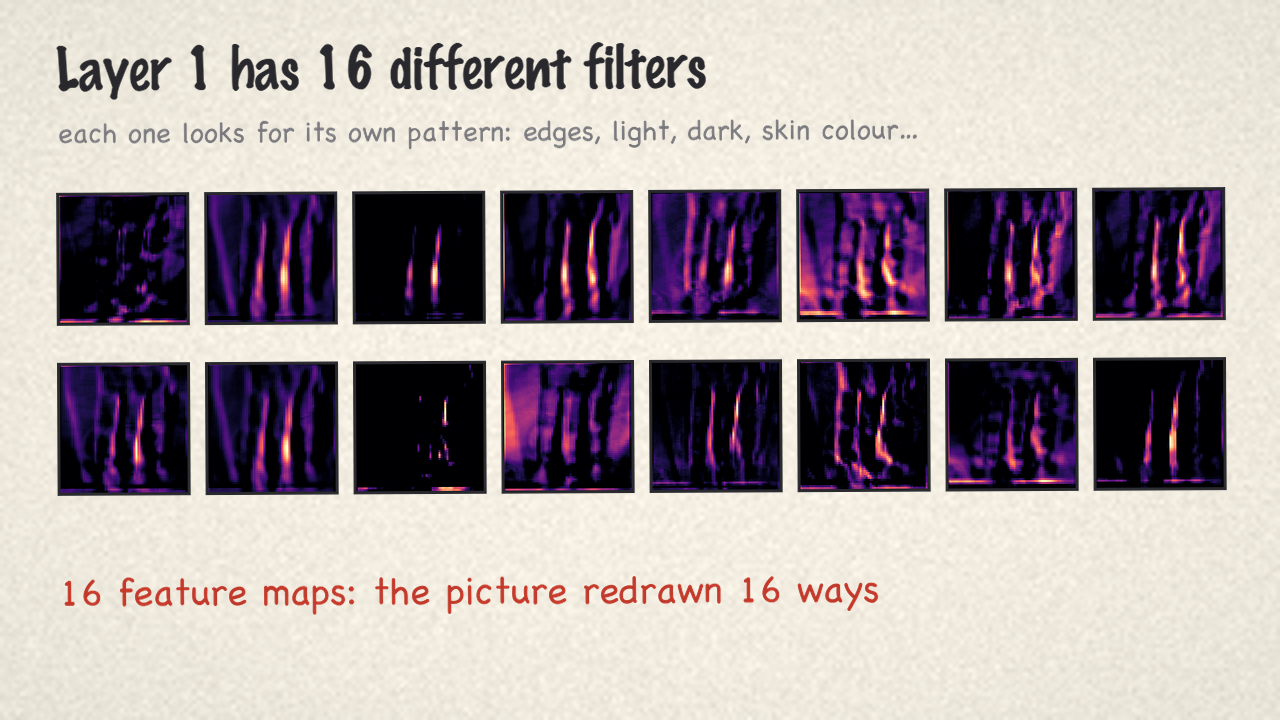 Layer 1 has 16 different filters
each one looks for its own pattern: edges, light, dark, skin colour...
16 feature maps: the picture redrawn 16 ways